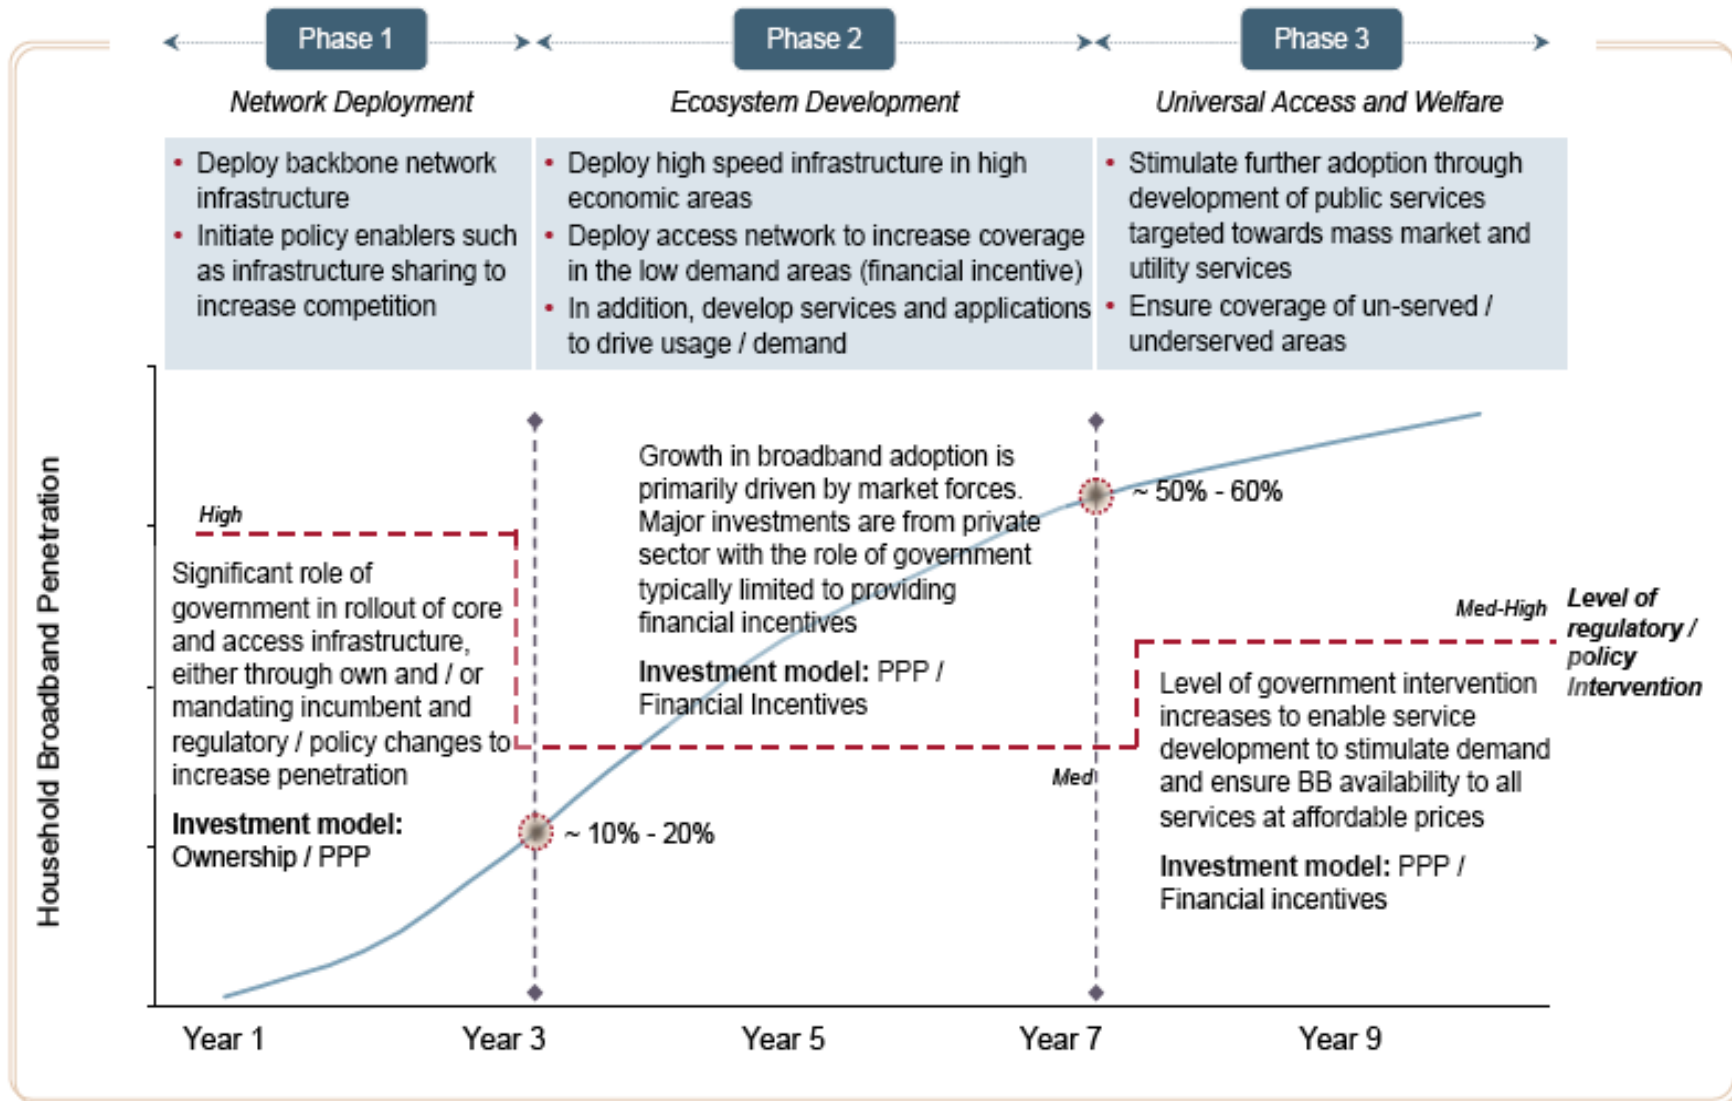 Phase 1
Phase 2
Phase 3
Network Deployment
Ecosystem Development
Universal Access and Welfare
• Deploy backbone network
infrastructure
• Initiate policy enablers such
as infrastructure sharing to
increase competition
• Deploy high speed infrastructure in high
economic areas
• Deploy access network to increase coverage
in the low demand areas (financial incentive)
• In addition, develop services and applications
to drive usage / demand
• Stimulate further adoption through
development of public services
targeted towards mass market and
utility services
• Ensure coverage of un-served /
underserved areas
Household Broadband Penetration
High
Significant role of
government in rollout of core
and access infrastructure,
either through own and / or
mandating incumbent and
regulatory / policy changes to
increase penetration
Investment model:
Ownership / PPP
~ 10% - 20%
Growth in broadband adoption is
primarily driven by market forces.
Major investments are from private
sector with the role of government
typically limited to providing
financial incentives
Investment model: PPP /
Financial Incentives
Med
~ 50% - 60%
Med-High
Level of
regulatory /
policy
Intervention
Level of government intervention
increases to enable service
development to stimulate demand
and ensure BB availability to all
services at affordable prices
Investment model: PPP /
Financial incentives
Year 1
Year 3
Year 5
Year 7
Year 9